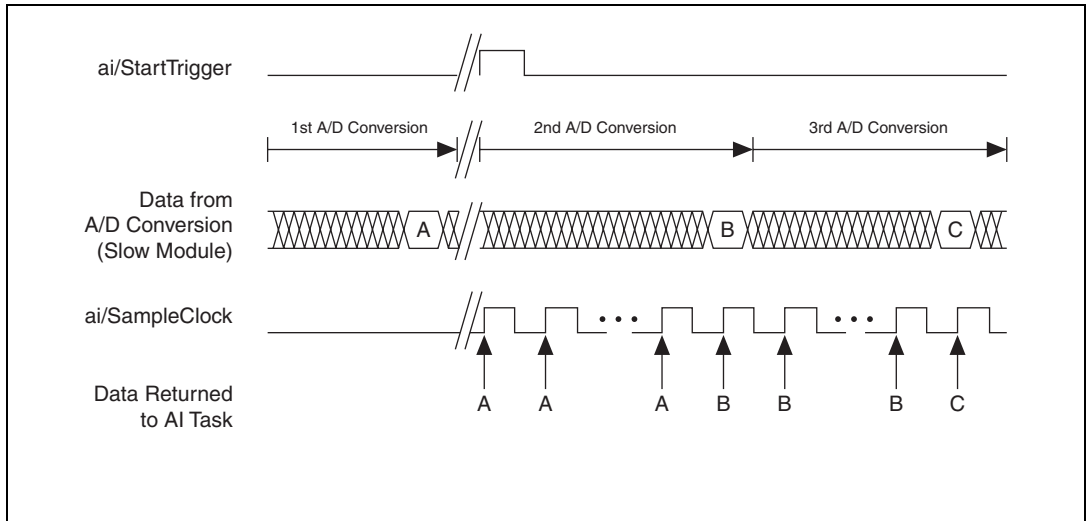 ai/StartTrigger
1st A/D Conversion 2nd A/D Conversion 3rd A/D Conversion
Data from
A/D Conversion
(Slow Module)
A B C
ai/SampleClock
Data Returned
to AI Task
A A A B B B C